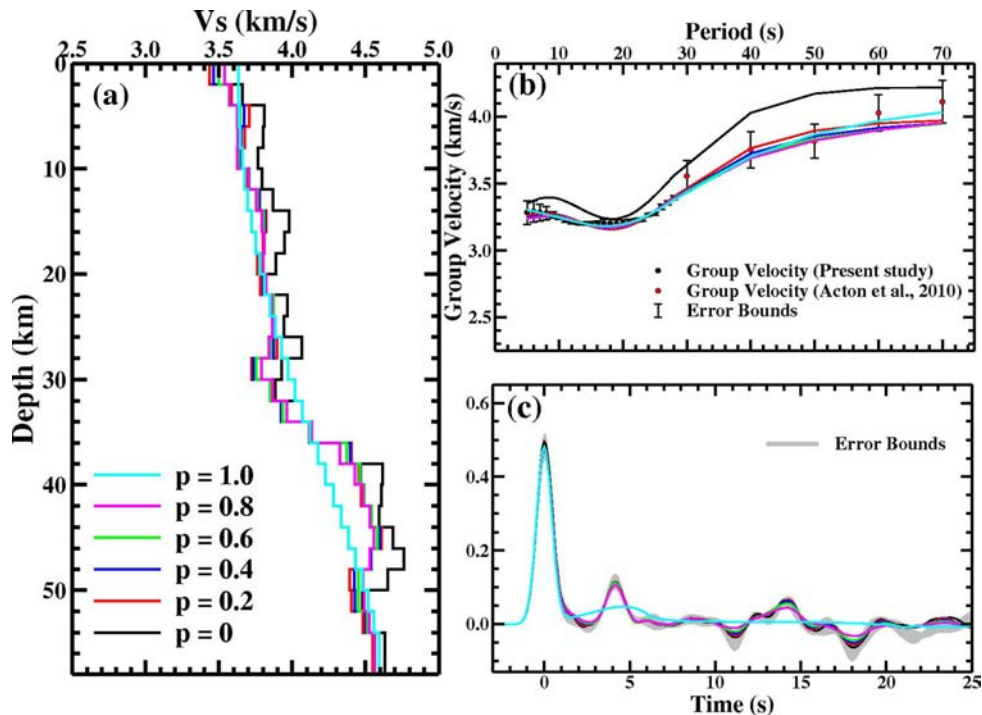 Vs (km/s)
2.5 3.0 3.5 4.0 4.5 5.0
0
10
20
30
40
50
Depth (km)
(a)
p = 1.0
p = 0.8
p = 0.6
p = 0.4
p = 0.2
p = 0
Period (s)
0 10 20 30 40 50 60 70
(b)
4.0
3.5
3.0
2.5
Group Velocity (km/s)
Group Velocity (Present study)
Group Velocity (Acton et al., 2010)
Error Bounds
(c)
Error Bounds
0.6
0.4
0.2
0.0
0 5 10 15 20 25
Time (s)